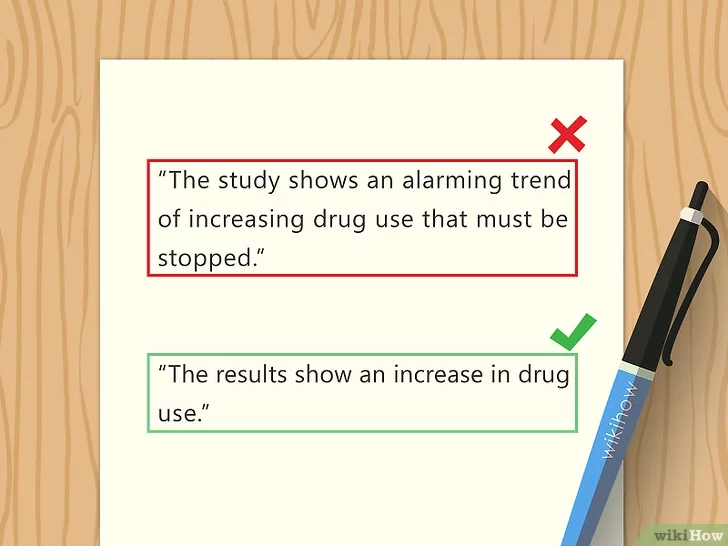 “The study shows an alarming trend
of increasing drug use that must be
stopped.”
“The results show an increase in drug
use.”
wikihow
wikiHow